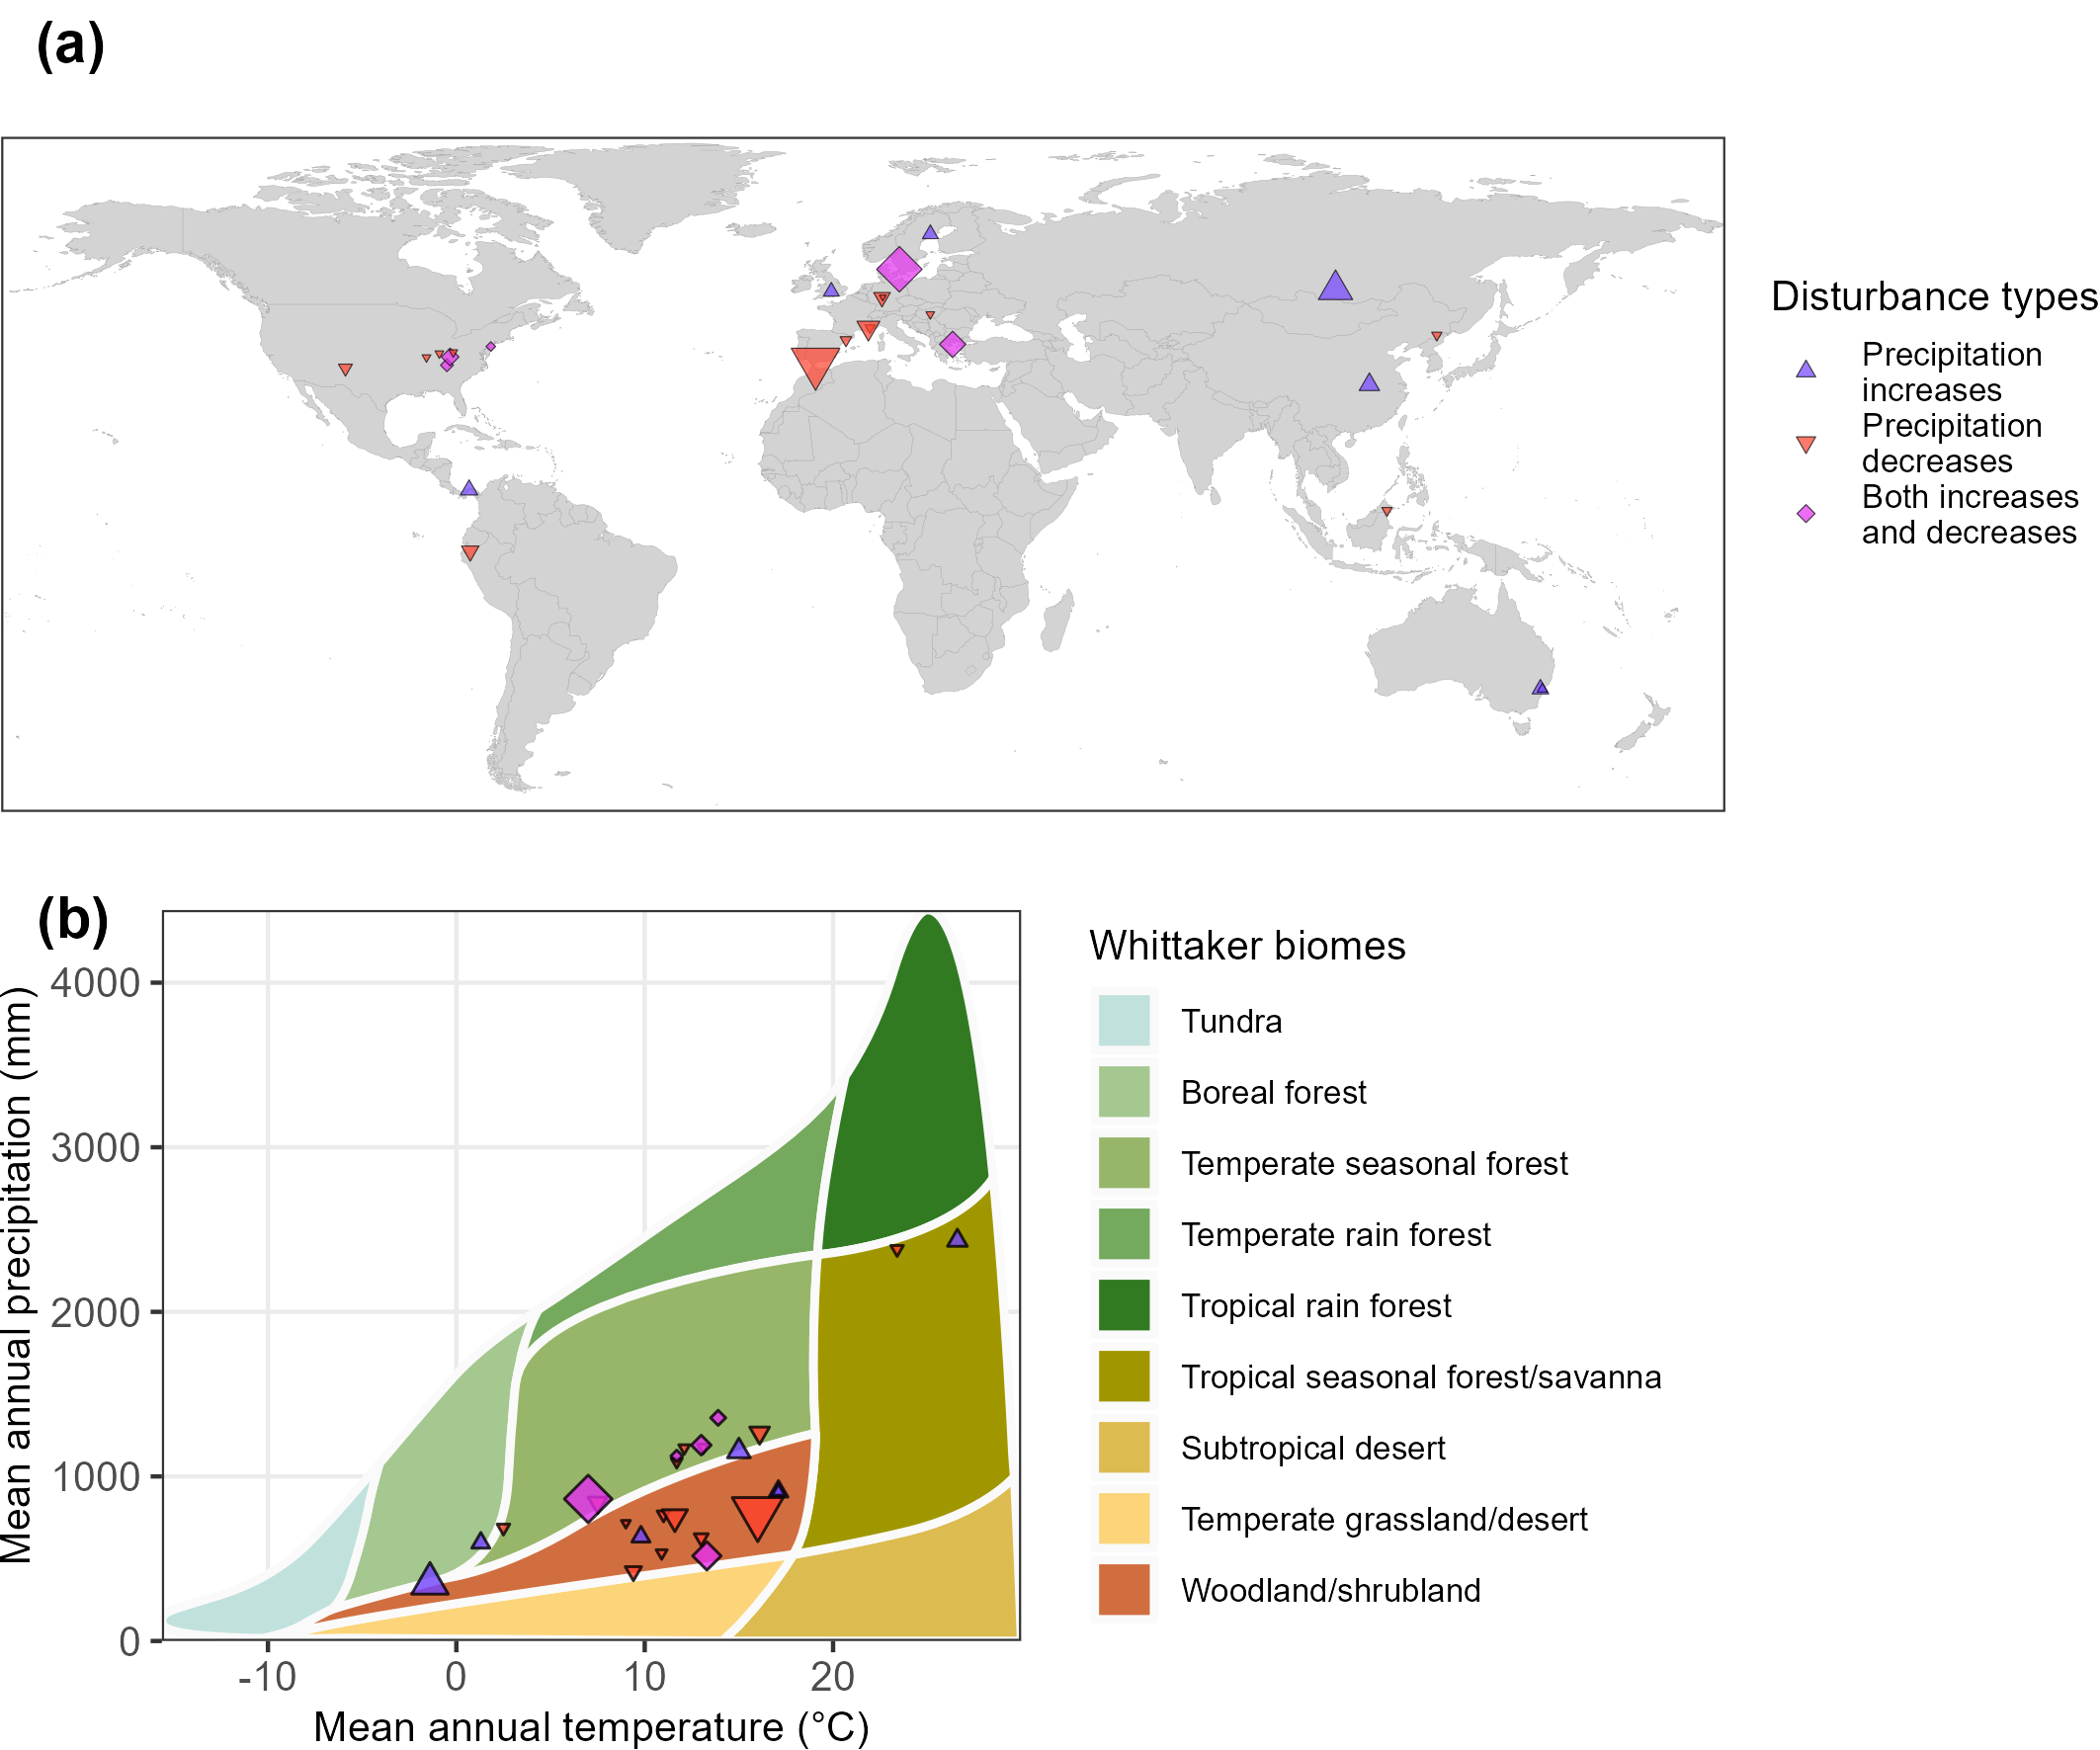 (a)
Disturbance types
Precipitation
increases
Precipitation
decreases
Both increases
and decreases
(b)
Mean annual precipitation (mm)
4000
3000
2000
1000
0
-10
0
10
20
Mean annual temperature (°C)
Whittaker biomes
Tundra
Boreal forest
Temperate seasonal forest
Temperate rain forest
Tropical rain forest
Tropical seasonal forest/savanna
Subtropical desert
Temperate grassland/desert
Woodland/shrubland